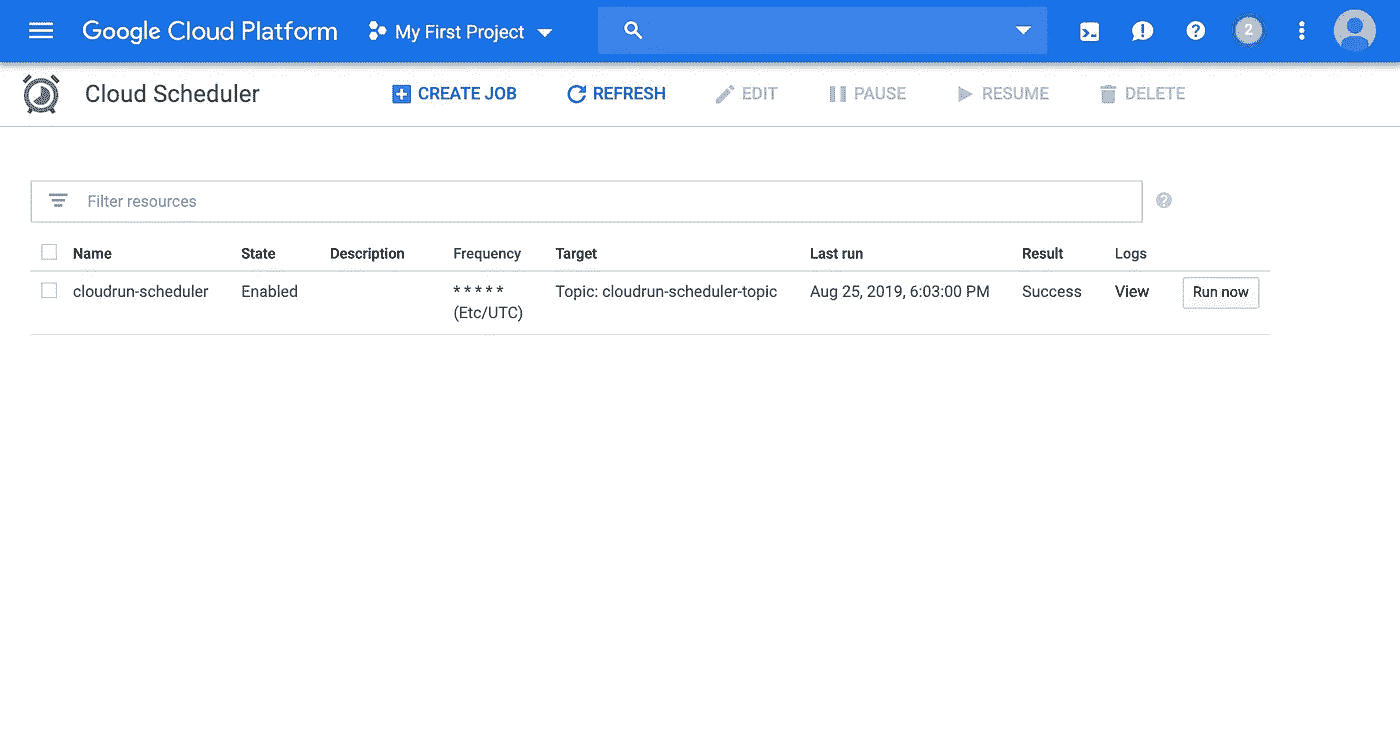 Google Cloud Platform My First Project 2
Cloud Scheduler CREATE JOB REFRESH EDIT PAUSE RESUME DELETE
Filter resources
Name State Description Frequency Target Last run Result Logs
cloudrun-scheduler Enabled * * * * * Topic: cloudrun-scheduler-topic Aug 25, 2019, 6:03:00 PM Success View Run now
(Etc/UTC)